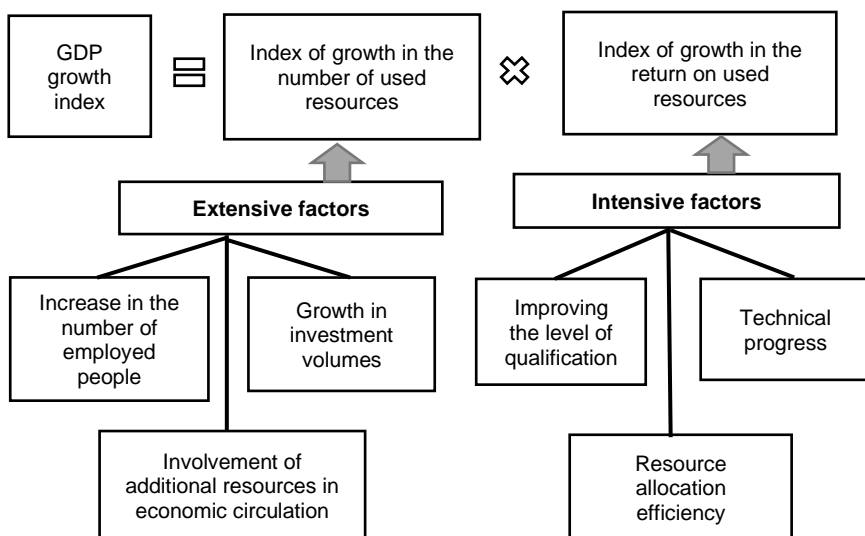 GDP
growth
index
Index of growth in the
number of used
resources
Index of growth in the
return on used
resources
Extensive factors
Intensive factors
Increase in the
number of
employed
people
Growth in
investment
volumes
Improving
the level of
qualification
Technical
progress
Involvement of
additional resources in
economic circulation
Resource
allocation
efficiency